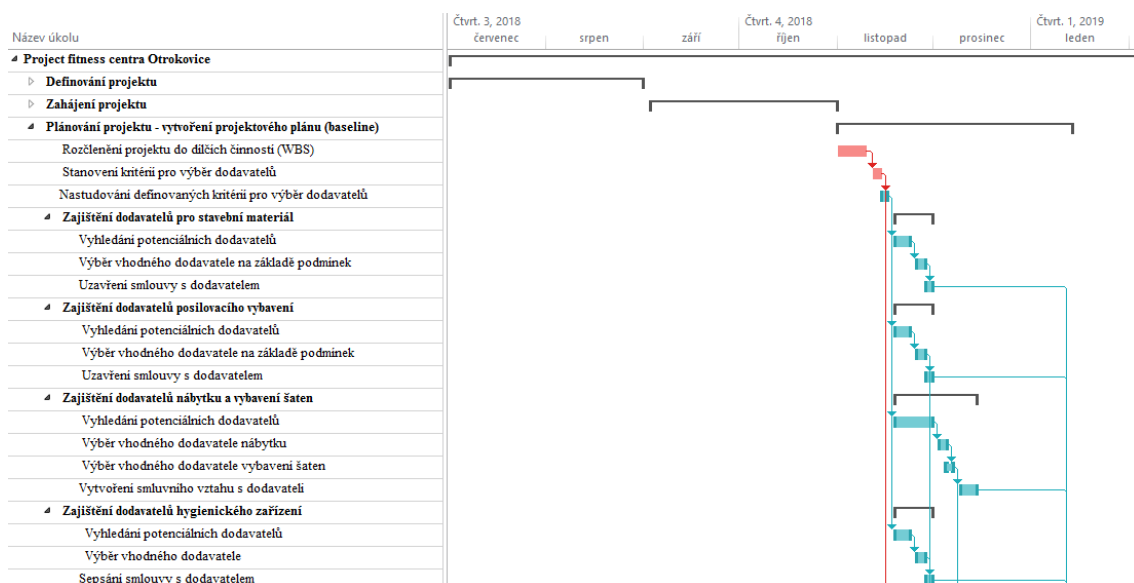 Čtvrt. 3, 2018 Čtvrt. 4, 2018 Čtvrt. 1, 2019
Název úkolu červenec srpen září říjen listopad prosinec leden
Project fitness centra Otrokovice
Definování projektu
Zahájení projektu
Plánování projektu - vytvoření projektového plánu (baseline)
Rozčlenění projektu do dílčích činností (WBS)
Stanovení kritérií pro výběr dodavatelů
Nastudování definovaných kritérií pro výběr dodavatelů
Zajištění dodavatelů pro stavební materiál
Vyhledání potenciálních dodavatelů
Výběr vhodného dodavatele na základě podmínek
Uzavření smlouvy s dodavatelem
Zajištění dodavatelů posilovacího vybavení
Vyhledání potenciálních dodavatelů
Výběr vhodného dodavatele na základě podmínek
Uzavření smlouvy s dodavatelem
Zajištění dodavatelů nábytku a vybavení šaten
Vyhledání potenciálních dodavatelů
Výběr vhodného dodavatele nábytku
Výběr vhodného dodavatele vybavení šaten
Vytvoření smluvního vztahu s dodavateli
Zajištění dodavatelů hygienického zařízení
Vyhledání potenciálních dodavatelů
Výběr vhodného dodavatele
Sepsání smlouvy s dodavatelem